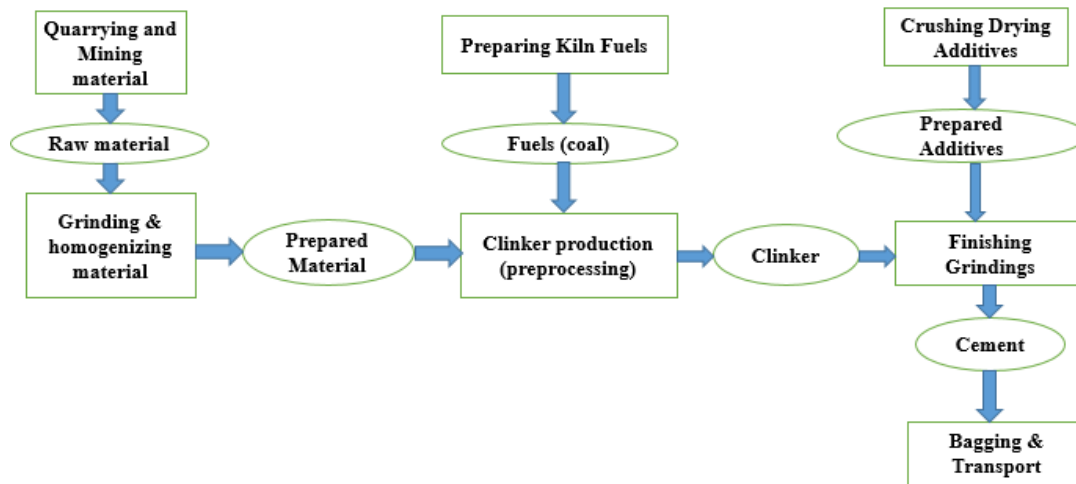 Quarrying and
Mining
material
Preparing Kiln Fuels
Crushing Drying
Additives
Raw material
Fuels (coal)
Prepared
Additives
Grinding &
homogenizing
material
Prepared
Material
Clinker production
(preprocessing)
Clinker
Finishing
Grindings
Cement
Bagging &
Transport